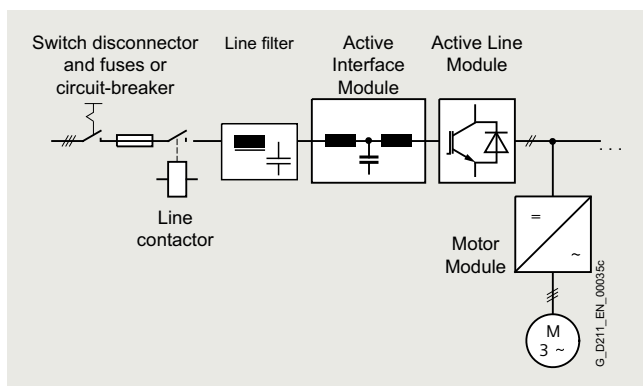 Switch disconnector
and fuses or
circuit-breaker
Line filter
Active
Interface
Module
Active Line
Module
. . .
Line
contactor
Motor
Module
=
~
M
3 ~
G_D211_EN_00035c